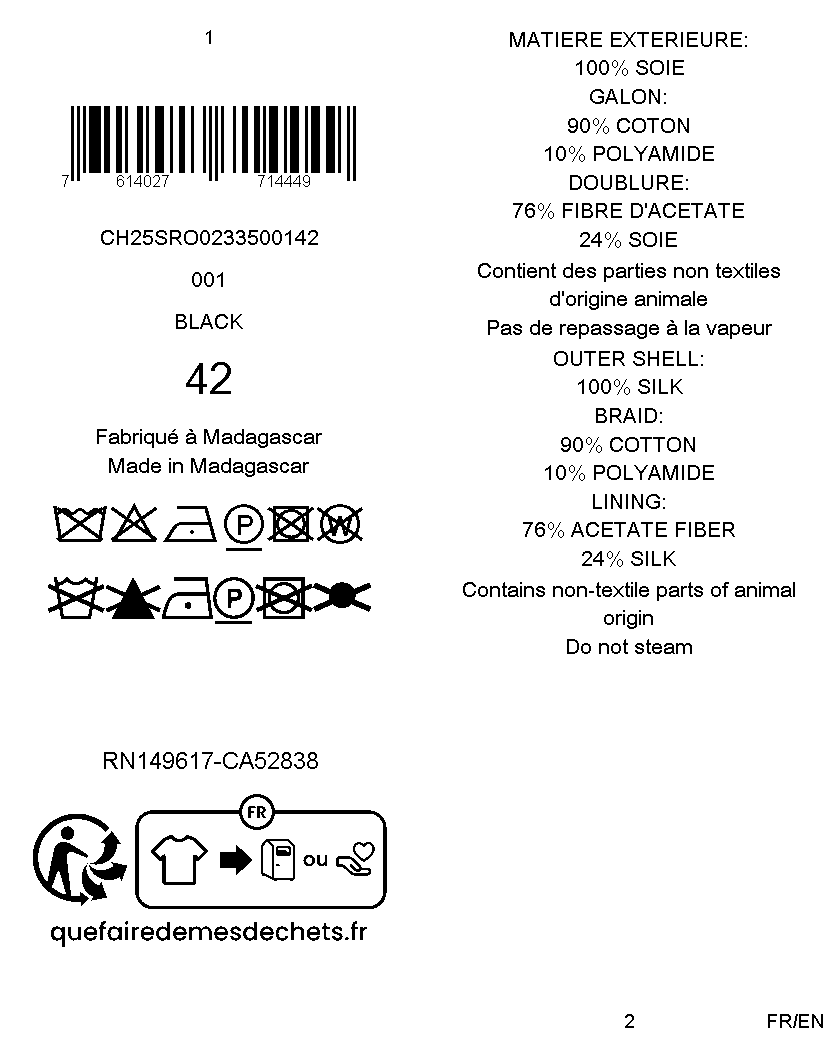 1
7 614027 714449
CH25SRO0233500142
001
BLACK
42
Fabriqué à Madagascar
Made in Madagascar
P W
P
RN149617-CA52838
FR
ou
quefairedemesdechets.fr
MATIERE EXTERIEURE:
100% SOIE
GALON:
90% COTON
10% POLYAMIDE
DOUBLURE:
76% FIBRE D'ACETATE
24% SOIE
Contient des parties non textiles
d'origine animale
Pas de repassage à la vapeur
OUTER SHELL:
100% SILK
BRAID:
90% COTTON
10% POLYAMIDE
LINING:
76% ACETATE FIBER
24% SILK
Contains non-textile parts of animal
origin
Do not steam
2
FR/EN